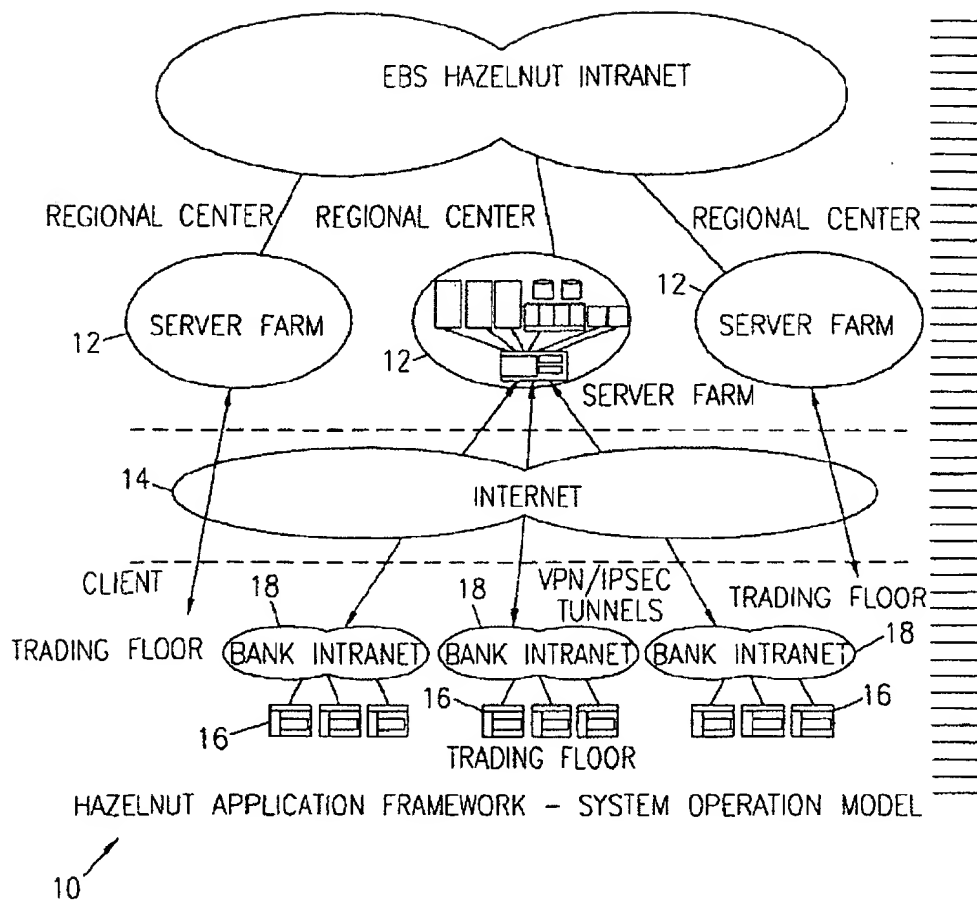 EBS HAZELNUT INTRANET
REGIONAL CENTER
REGIONAL CENTER
REGIONAL CENTER
12
SERVER FARM
12
12
SERVER FARM
SERVER FARM
14
INTERNET
CLIENT
18
18
VPN/IPSEC
TUNNELS
TRADING FLOOR
TRADING FLOOR
BANK INTRANET
BANK INTRANET
BANK INTRANET
18
16
16
16
TRADING FLOOR
HAZELNUT APPLICATION FRAMEWORK – SYSTEM OPERATION MODEL
10